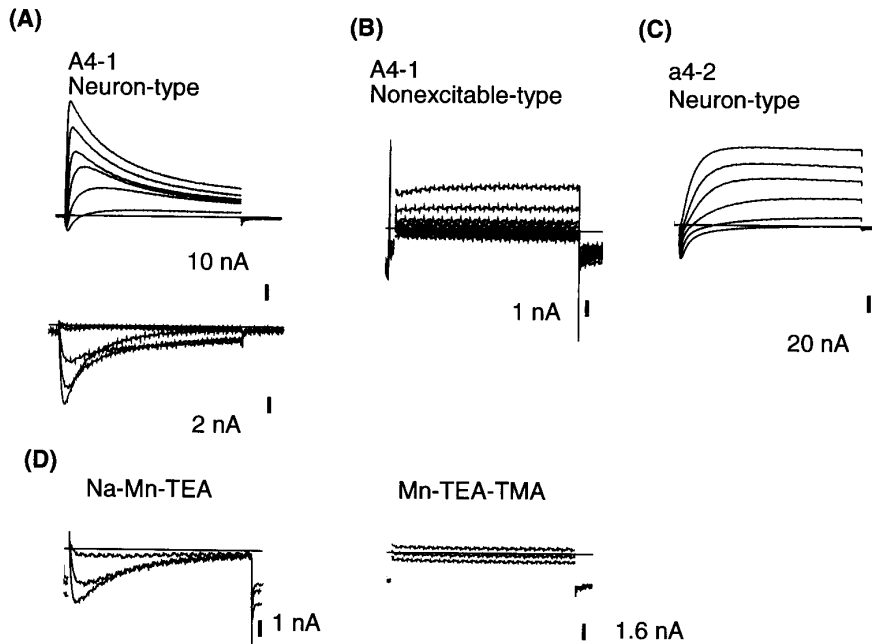 (A)
A4-1
Neuron-type
10 nA
2 nA
(B)
A4-1
Nonexcitable-type
1 nA
(C)
a4-2
Neuron-type
20 nA
(D)
Na-Mn-TEA
1 nA
Mn-TEA-TMA
1.6 nA